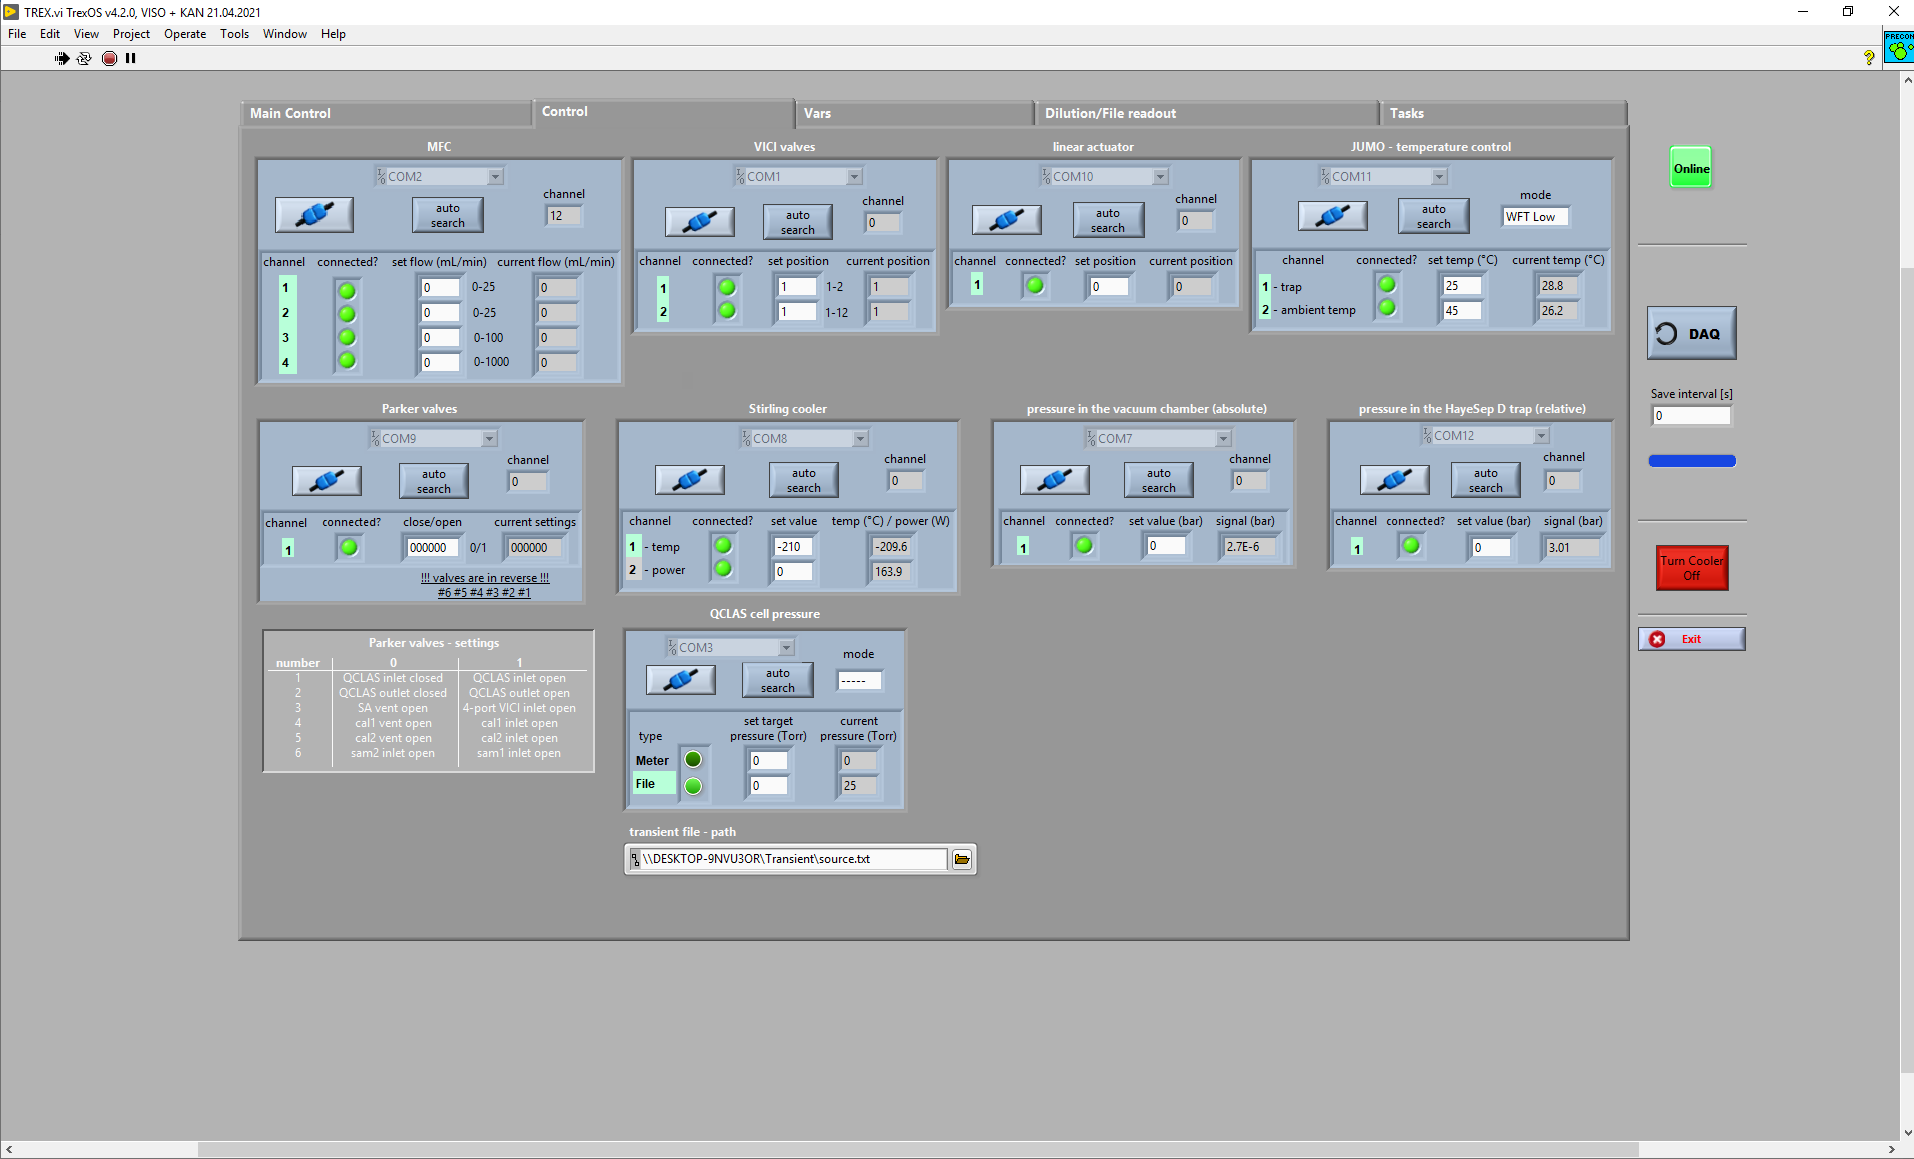 TREX.vi TrexOS v4.2.0, VISO + KAN 21.04.2021
File Edit View Project Operate Tools Window Help
PRECON
Main Control Control Vars Dilution/File readout Tasks
MFC
COM2
auto search
channel
12
channel connected? set flow (mL/min) current flow (mL/min)
1 0 0-25 0
2 0 0-25 0
3 0 0-100 0
4 0 0-1000 0
VICI valves
COM1
auto search
channel
0
channel connected? set position current position
1 1 1-2 1
2 1 1-12 1
linear actuator
COM10
auto search
channel
0
channel connected? set position current position
1 0 0
JUMO - temperature control
COM11
auto search
mode
WFT Low
channel connected? set temp (°C) current temp (°C)
1 - trap 25 28.8
2 - ambient temp 45 26.2
Online
DAQ
Save interval [s]
0
Turn Cooler Off
Exit
Parker valves
COM9
auto search
channel
0
channel connected? close/open current settings
1 000000 0/1 000000
!!! valves are in reverse !!!
#6 #5 #4 #3 #2 #1
Stirling cooler
COM8
auto search
channel
0
channel connected? set value temp (°C) / power (W)
1 - temp -210 -209.6
2 - power 0 163.9
pressure in the vacuum chamber (absolute)
COM7
auto search
channel
0
channel connected? set value (bar) signal (bar)
1 0 2.7E-6
pressure in the HayeSep D trap (relative)
COM12
auto search
channel
0
channel connected? set value (bar) signal (bar)
1 0 3.01
Parker valves - settings
number 0 1
1 QCLAS inlet closed QCLAS inlet open
2 QCLAS outlet closed QCLAS outlet open
3 SA vent open 4-port VICI inlet open
4 cal1 vent open cal1 inlet open
5 cal2 vent open cal2 inlet open
6 sam2 inlet open sam1 inlet open
QCLAS cell pressure
COM3
auto search
mode
-----
type set target pressure (Torr) current pressure (Torr)
Meter 0 0
File 0 25
transient file - path
\\DESKTOP-9NVU3OR\Transient\source.txt